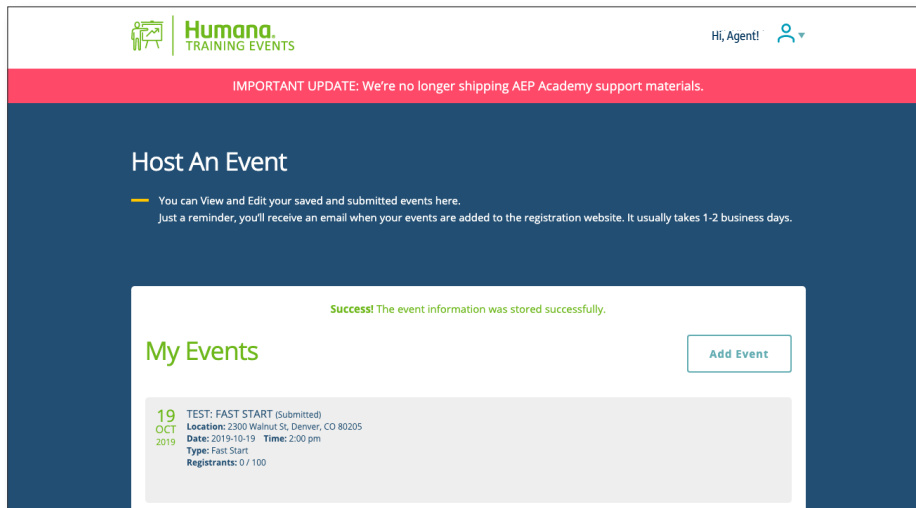 Humana.
TRAINING EVENTS
Hi, Agent!
IMPORTANT UPDATE: We're no longer shipping AEP Academy support materials.
Host An Event
You can View and Edit your saved and submitted events here.
Just a reminder, you'll receive an email when your events are added to the registration website. It usually takes 1-2 business days.
Success! The event information was stored successfully.
My Events
Add Event
19
OCT
2019
TEST: FAST START (Submitted)
Location: 2300 Walnut St, Denver, CO 80205
Date: 2019-10-19 Time: 2:00 pm
Type: Fast Start
Registrants: 0 / 100